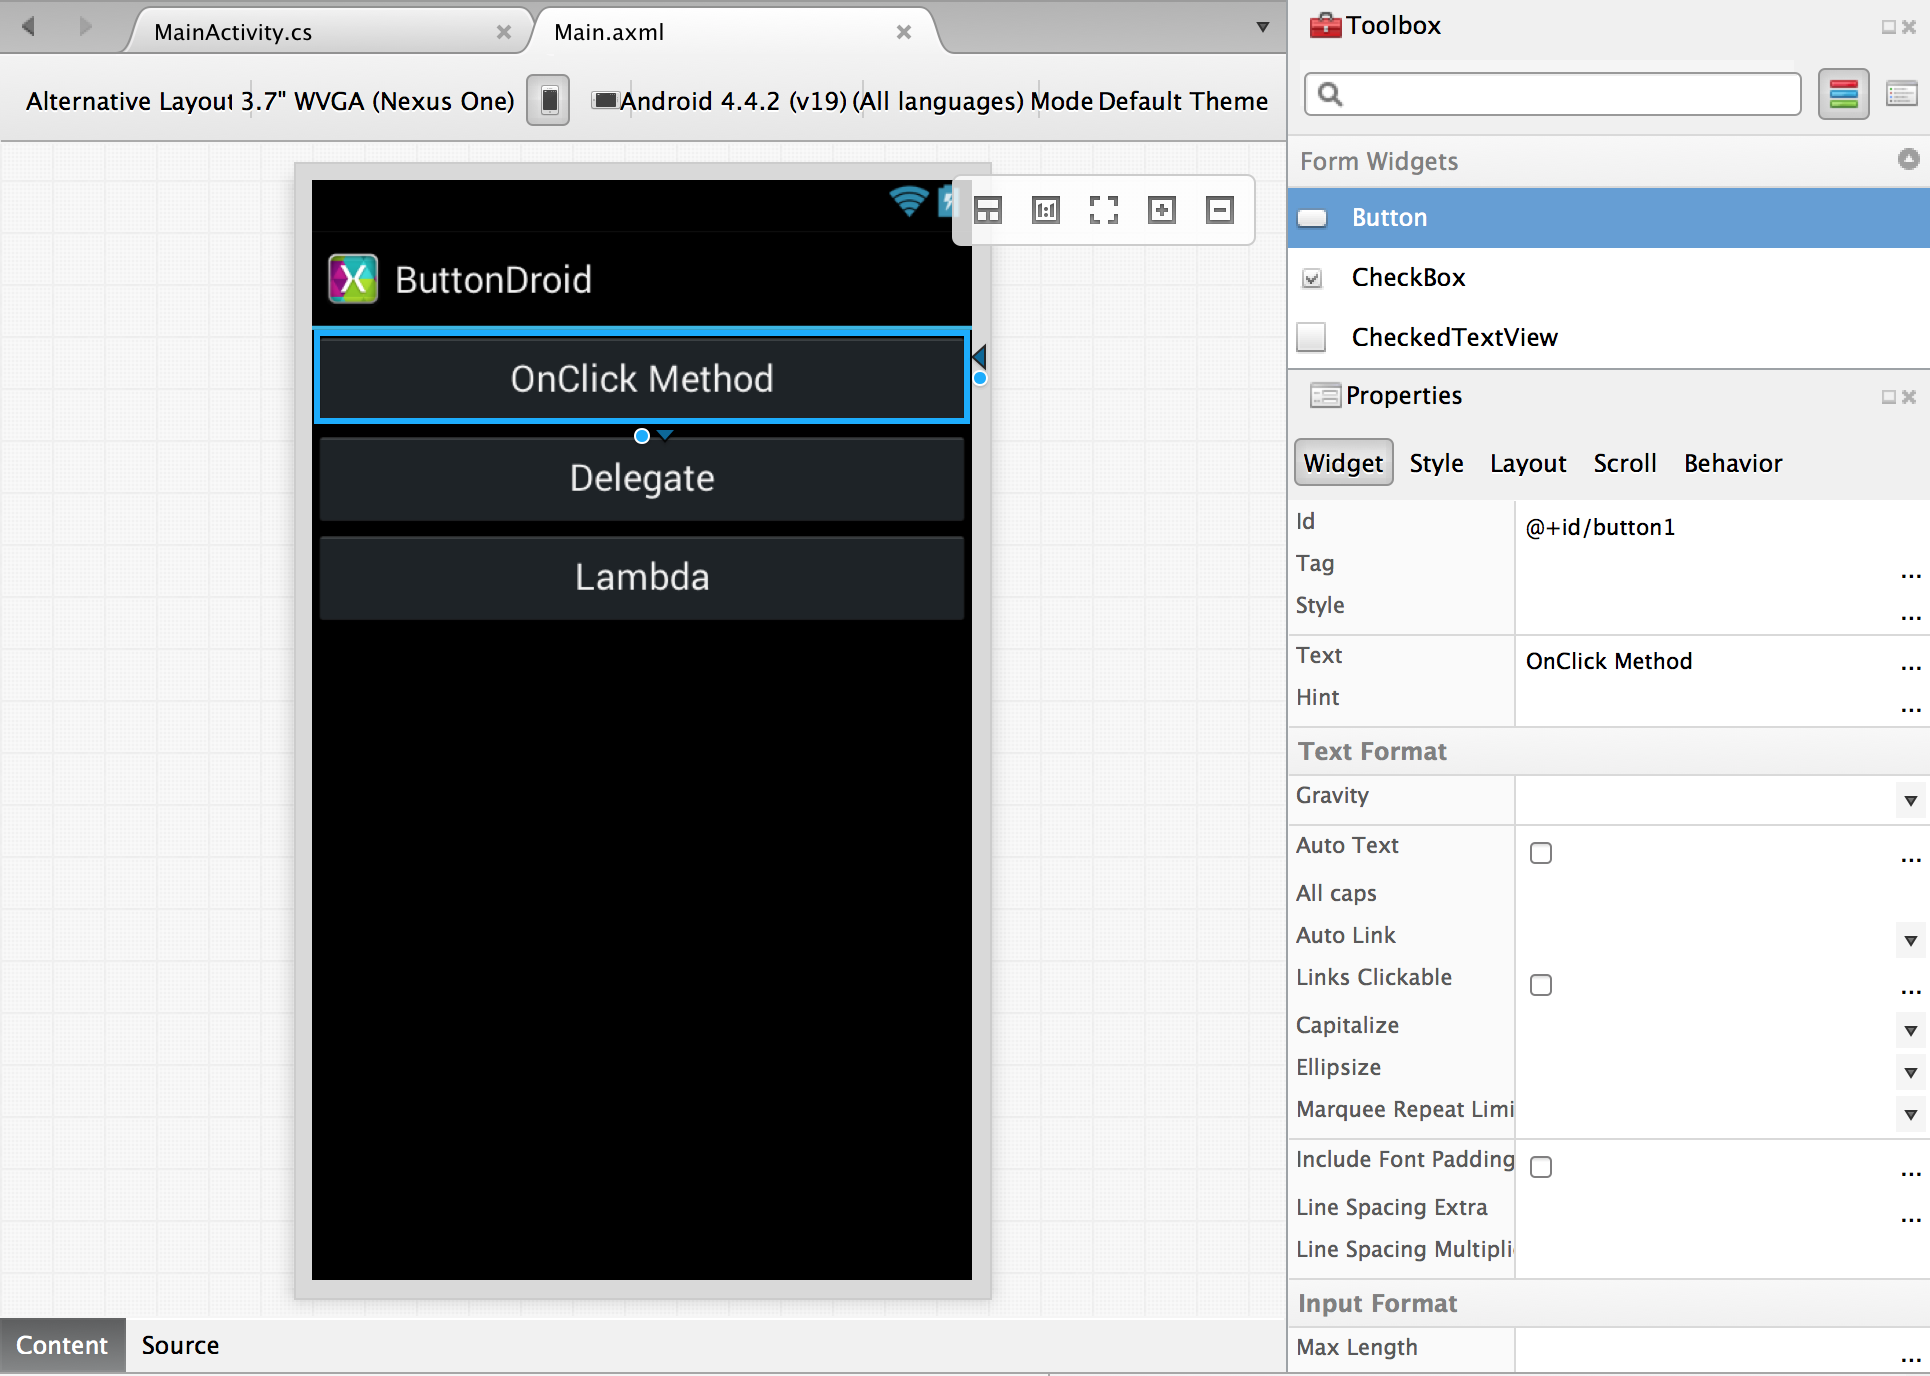 MainActivity.cs
Main.axml
Alternative Layout 3.7" WVGA (Nexus One) Android 4.4.2 (v19) (All languages) Mode Default Theme
ButtonDroid
OnClick Method
Delegate
Lambda
Content
Source
Toolbox
Form Widgets
Button
CheckBox
CheckedTextView
Properties
Widget Style Layout Scroll Behavior
Id @+id/button1
Tag ...
Style ...
Text OnClick Method ...
Hint ...
Text Format
Gravity
Auto Text ...
All caps
Auto Link
Links Clickable ...
Capitalize
Ellipsize
Marquee Repeat Limi
Include Font Padding ...
Line Spacing Extra ...
Line Spacing Multipli
Input Format
Max Length ...